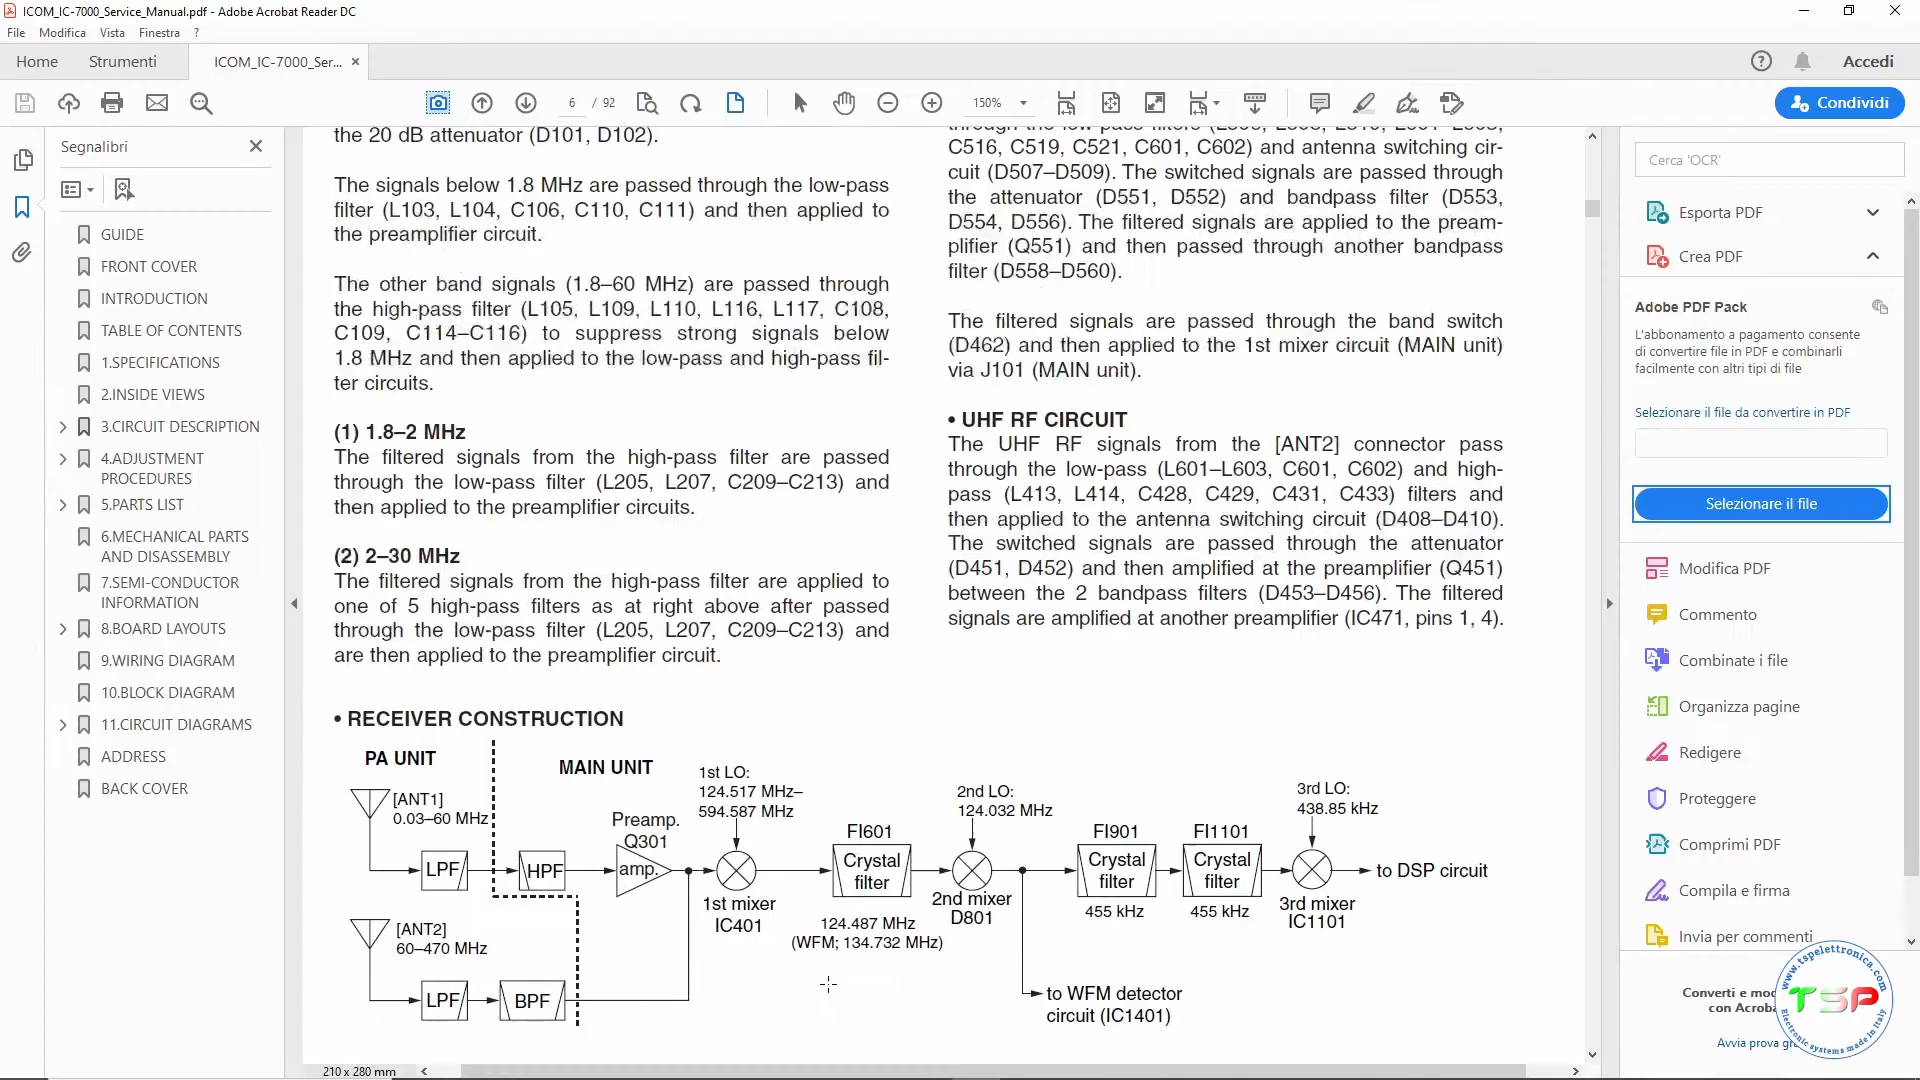 ICOM_IC-7000_Service_Manual.pdf - Adobe Acrobat Reader DC
File Modifica Vista Finestra ?
Home Strumenti ICOM_IC-7000_Ser... × Accedi
6 / 92 150% Condividi
Segnalibri
GUIDE
FRONT COVER
INTRODUCTION
TABLE OF CONTENTS
1.SPECIFICATIONS
2.INSIDE VIEWS
3.CIRCUIT DESCRIPTION
4.ADJUSTMENT
PROCEDURES
5.PARTS LIST
6.MECHANICAL PARTS
AND DISASSEMBLY
7.SEMI-CONDUCTOR
INFORMATION
8.BOARD LAYOUTS
9.WIRING DIAGRAM
10.BLOCK DIAGRAM
11.CIRCUIT DIAGRAMS
ADDRESS
BACK COVER
the 20 dB attenuator (D101, D102).
The signals below 1.8 MHz are passed through the low-pass
filter (L103, L104, C106, C110, C111) and then applied to
the preamplifier circuit.
The other band signals (1.8–60 MHz) are passed through
the high-pass filter (L105, L109, L110, L116, L117, C108,
C109, C114–C116) to suppress strong signals below
1.8 MHz and then applied to the low-pass and high-pass fil-
ter circuits.
(1) 1.8–2 MHz
The filtered signals from the high-pass filter are passed
through the low-pass filter (L205, L207, C209–C213) and
then applied to the preamplifier circuits.
(2) 2–30 MHz
The filtered signals from the high-pass filter are applied to
one of 5 high-pass filters as at right above after passed
through the low-pass filter (L205, L207, C209–C213) and
are then applied to the preamplifier circuit.
C516, C519, C521, C601, C602) and antenna switching cir-
cuit (D507–D509). The switched signals are passed through
the attenuator (D551, D552) and bandpass filter (D553,
D554, D556). The filtered signals are applied to the pream-
plifier (Q551) and then passed through another bandpass
filter (D558–D560).
The filtered signals are passed through the band switch
(D462) and then applied to the 1st mixer circuit (MAIN unit)
via J101 (MAIN unit).
• UHF RF CIRCUIT
The UHF RF signals from the [ANT2] connector pass
through the low-pass (L601–L603, C601, C602) and high-
pass (L413, L414, C428, C429, C431, C433) filters and
then applied to the antenna switching circuit (D408–D410).
The switched signals are passed through the attenuator
(D451, D452) and then amplified at the preamplifier (Q451)
between the 2 bandpass filters (D453–D456). The filtered
signals are amplified at another preamplifier (IC471, pins 1, 4).
• RECEIVER CONSTRUCTION
PA UNIT
MAIN UNIT
[ANT1]
0.03–60 MHz
LPF
HPF
Preamp.
Q301
amp.
1st LO:
124.517 MHz–
594.587 MHz
1st mixer
IC401
FI601
Crystal
filter
124.487 MHz
(WFM; 134.732 MHz)
2nd LO:
124.032 MHz
2nd mixer
D801
FI901
Crystal
filter
455 kHz
FI1101
Crystal
filter
455 kHz
3rd LO:
438.85 kHz
3rd mixer
IC1101
to DSP circuit
[ANT2]
60–470 MHz
LPF
BPF
to WFM detector
circuit (IC1401)
210 x 280 mm
Cerca 'OCR'
Esporta PDF
Crea PDF
Adobe PDF Pack
L'abbonamento a pagamento consente
di convertire file in PDF e combinarli
facilmente con altri tipi di file
Selezionare il file da convertire in PDF
Selezionare il file
Modifica PDF
Commento
Combinate i file
Organizza pagine
Redigere
Proteggere
Comprimi PDF
Compila e firma
Invia per commenti
Converti e
con
Avvia prova
www.tspelettronica.com
TSP
Electronic systems made in Italy